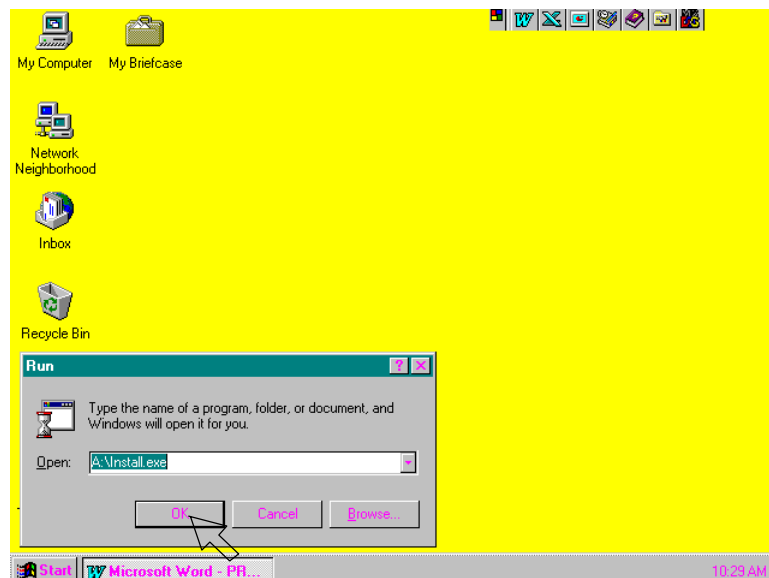 My Computer
My Briefcase
Network
Neighborhood
Inbox
Recycle Bin
Run
Type the name of a program, folder, or document, and
Windows will open it for you.
Open: A:\Install.exe
OK Cancel Browse...
Start Microsoft Word - PR... 10:29 AM